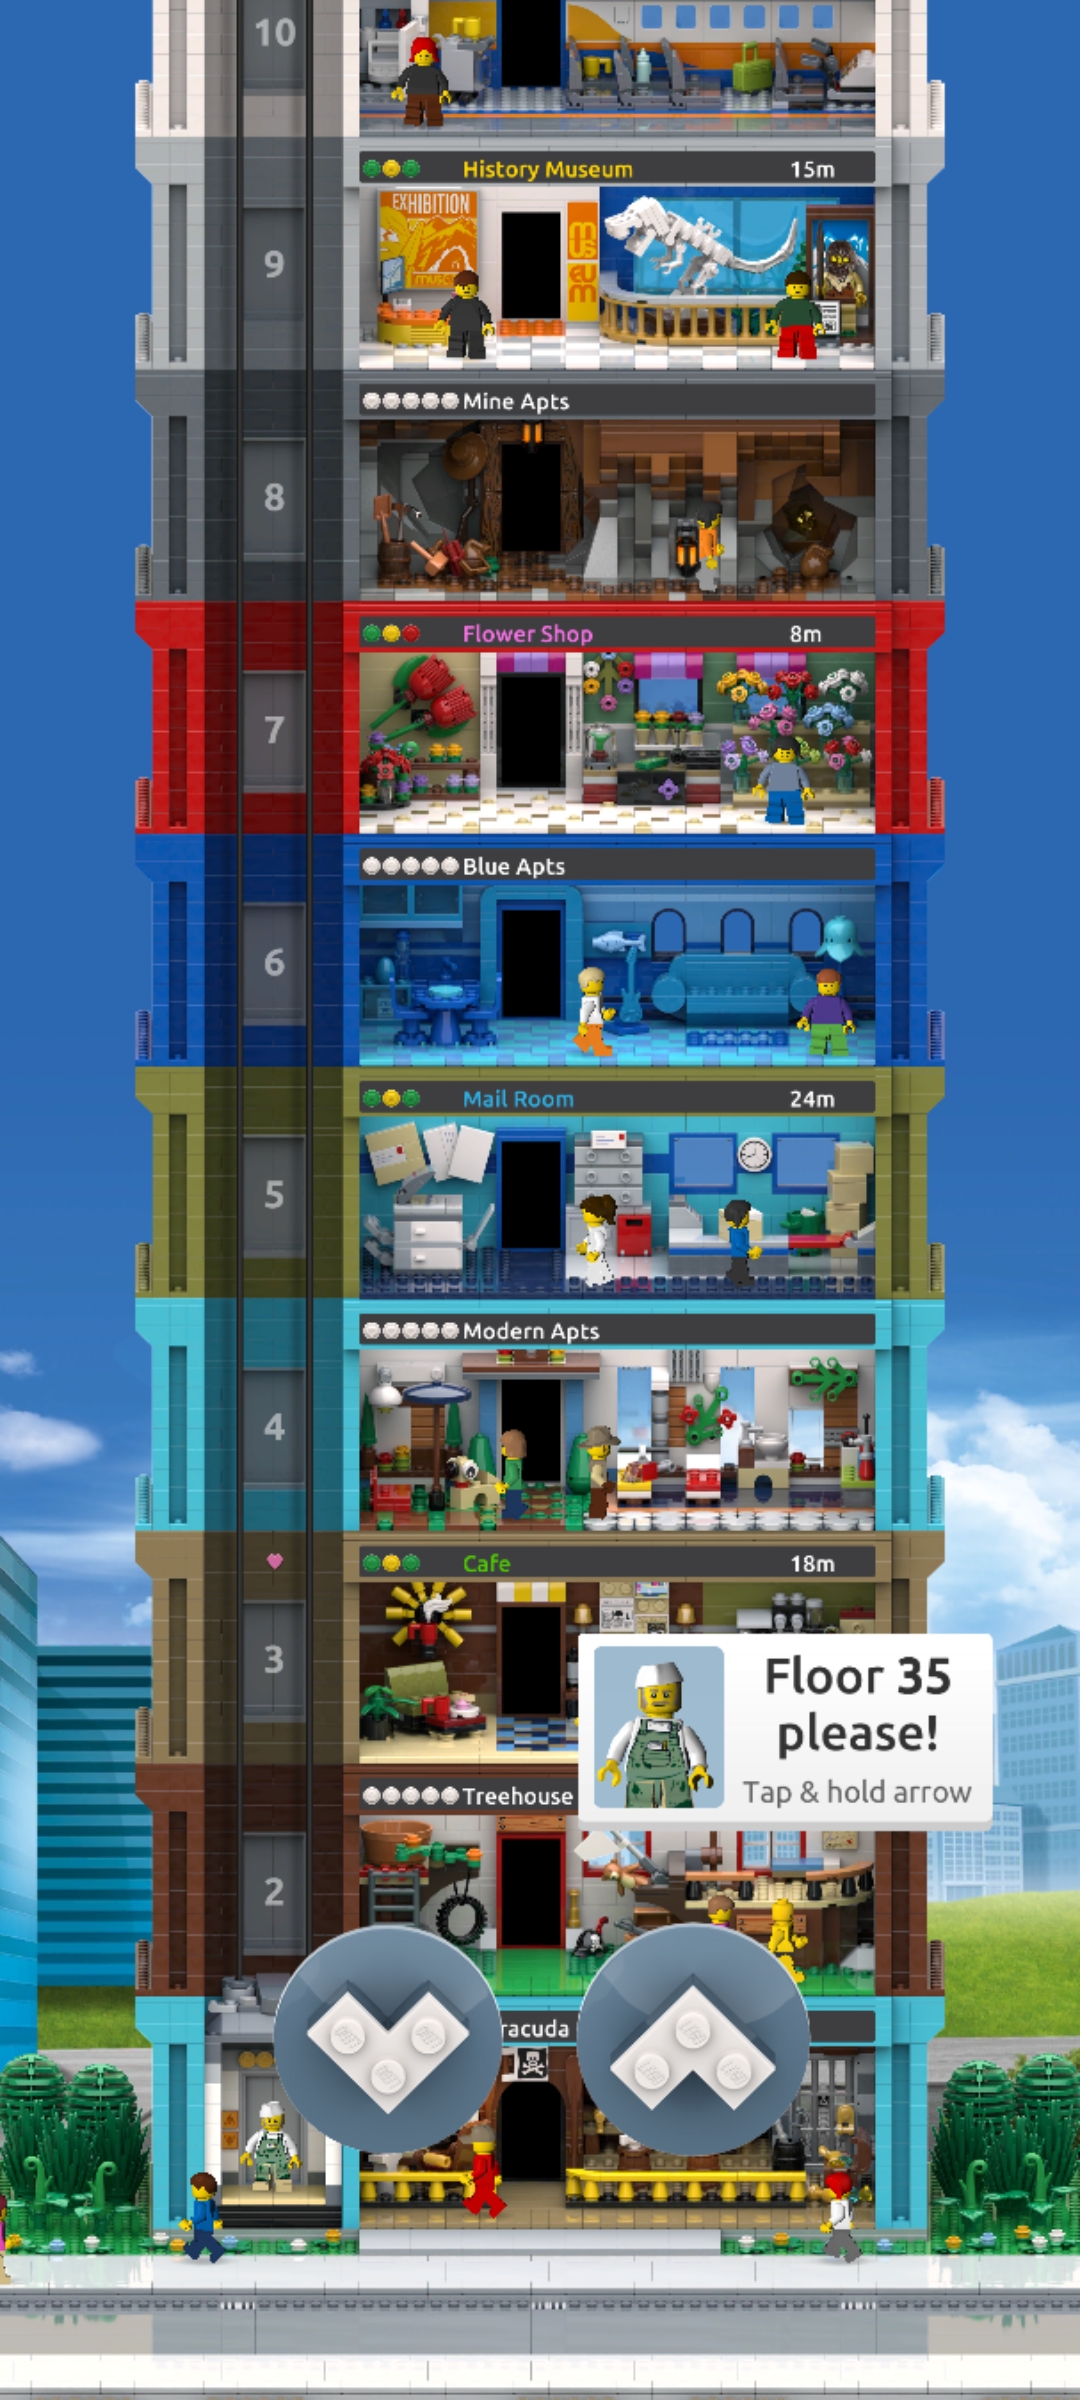 10
History Museum 15m
EXHIBITION
museum
9
Mine Apts
8
Flower Shop 8m
7
Blue Apts
6
Mail Room 24m
5
Modern Apts
4
Cafe 18m
3
Floor 35
please!
Tap & hold arrow
Treehouse
2
racuda